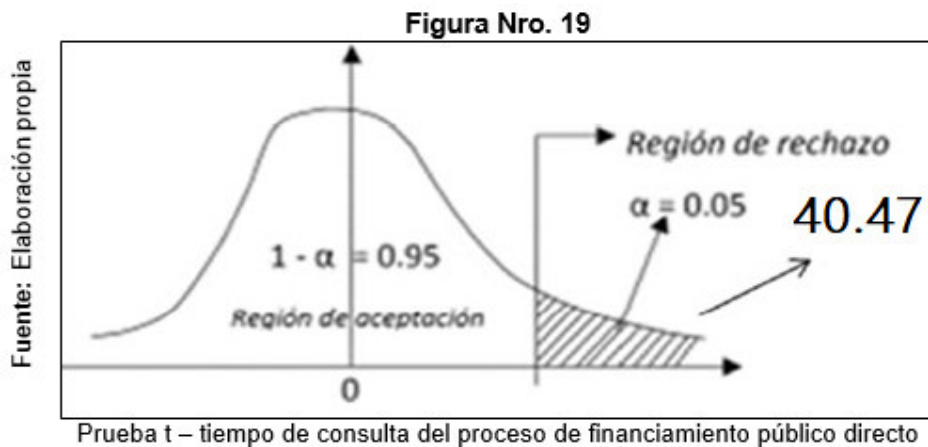 Figura Nro. 19
Fuente: Elaboración propia
Región de rechazo
α = 0.05
40.47
1 - α = 0.95
Región de aceptación
0
Prueba t – tiempo de consulta del proceso de financiamiento público directo